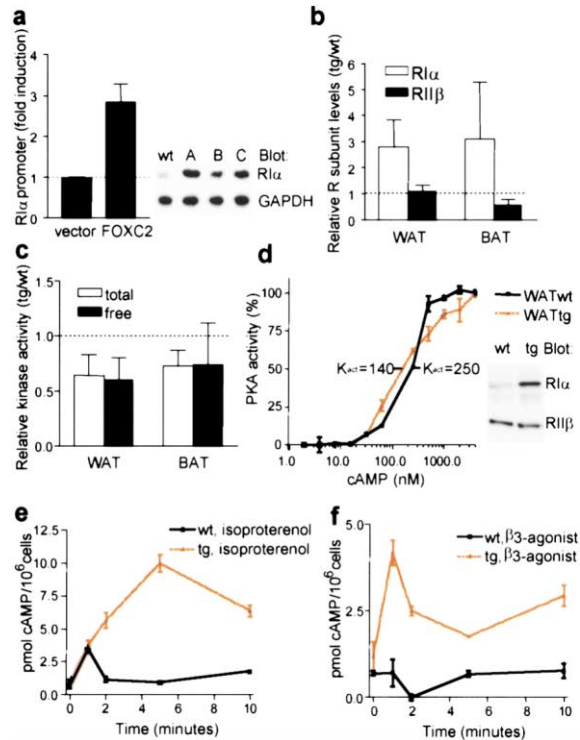 a
RIα promoter (fold induction)
4
3
2
1
vector FOXC2
wt A B C Blot:
RIα
GAPDH
b
Relative R subunit levels (tg/wt)
6
5
4
3
2
1
0
RIα
RIIβ
WAT BAT
c
Relative kinase activity (tg/wt)
1.5
1.0
0.5
0.0
total
free
WAT BAT
d
PKA activity (%)
100
75
50
25
0
Kact=140
Kact=250
1.0 10.0 100.0 1000.0
cAMP (nM)
WATwt
WATtg
wt tg Blot:
RIα
RIIβ
e
pmol cAMP/10⁶cells
12.5
10.0
7.5
5.0
2.5
0.0
wt, isoproterenol
tg, isoproterenol
0 2 4 6 8 10
Time (minutes)
f
pmol cAMP/10⁶cells
5.0
2.5
0.0
wt, β3-agonist
tg, β3-agonist
0 2 4 6 8 10
Time (minutes)